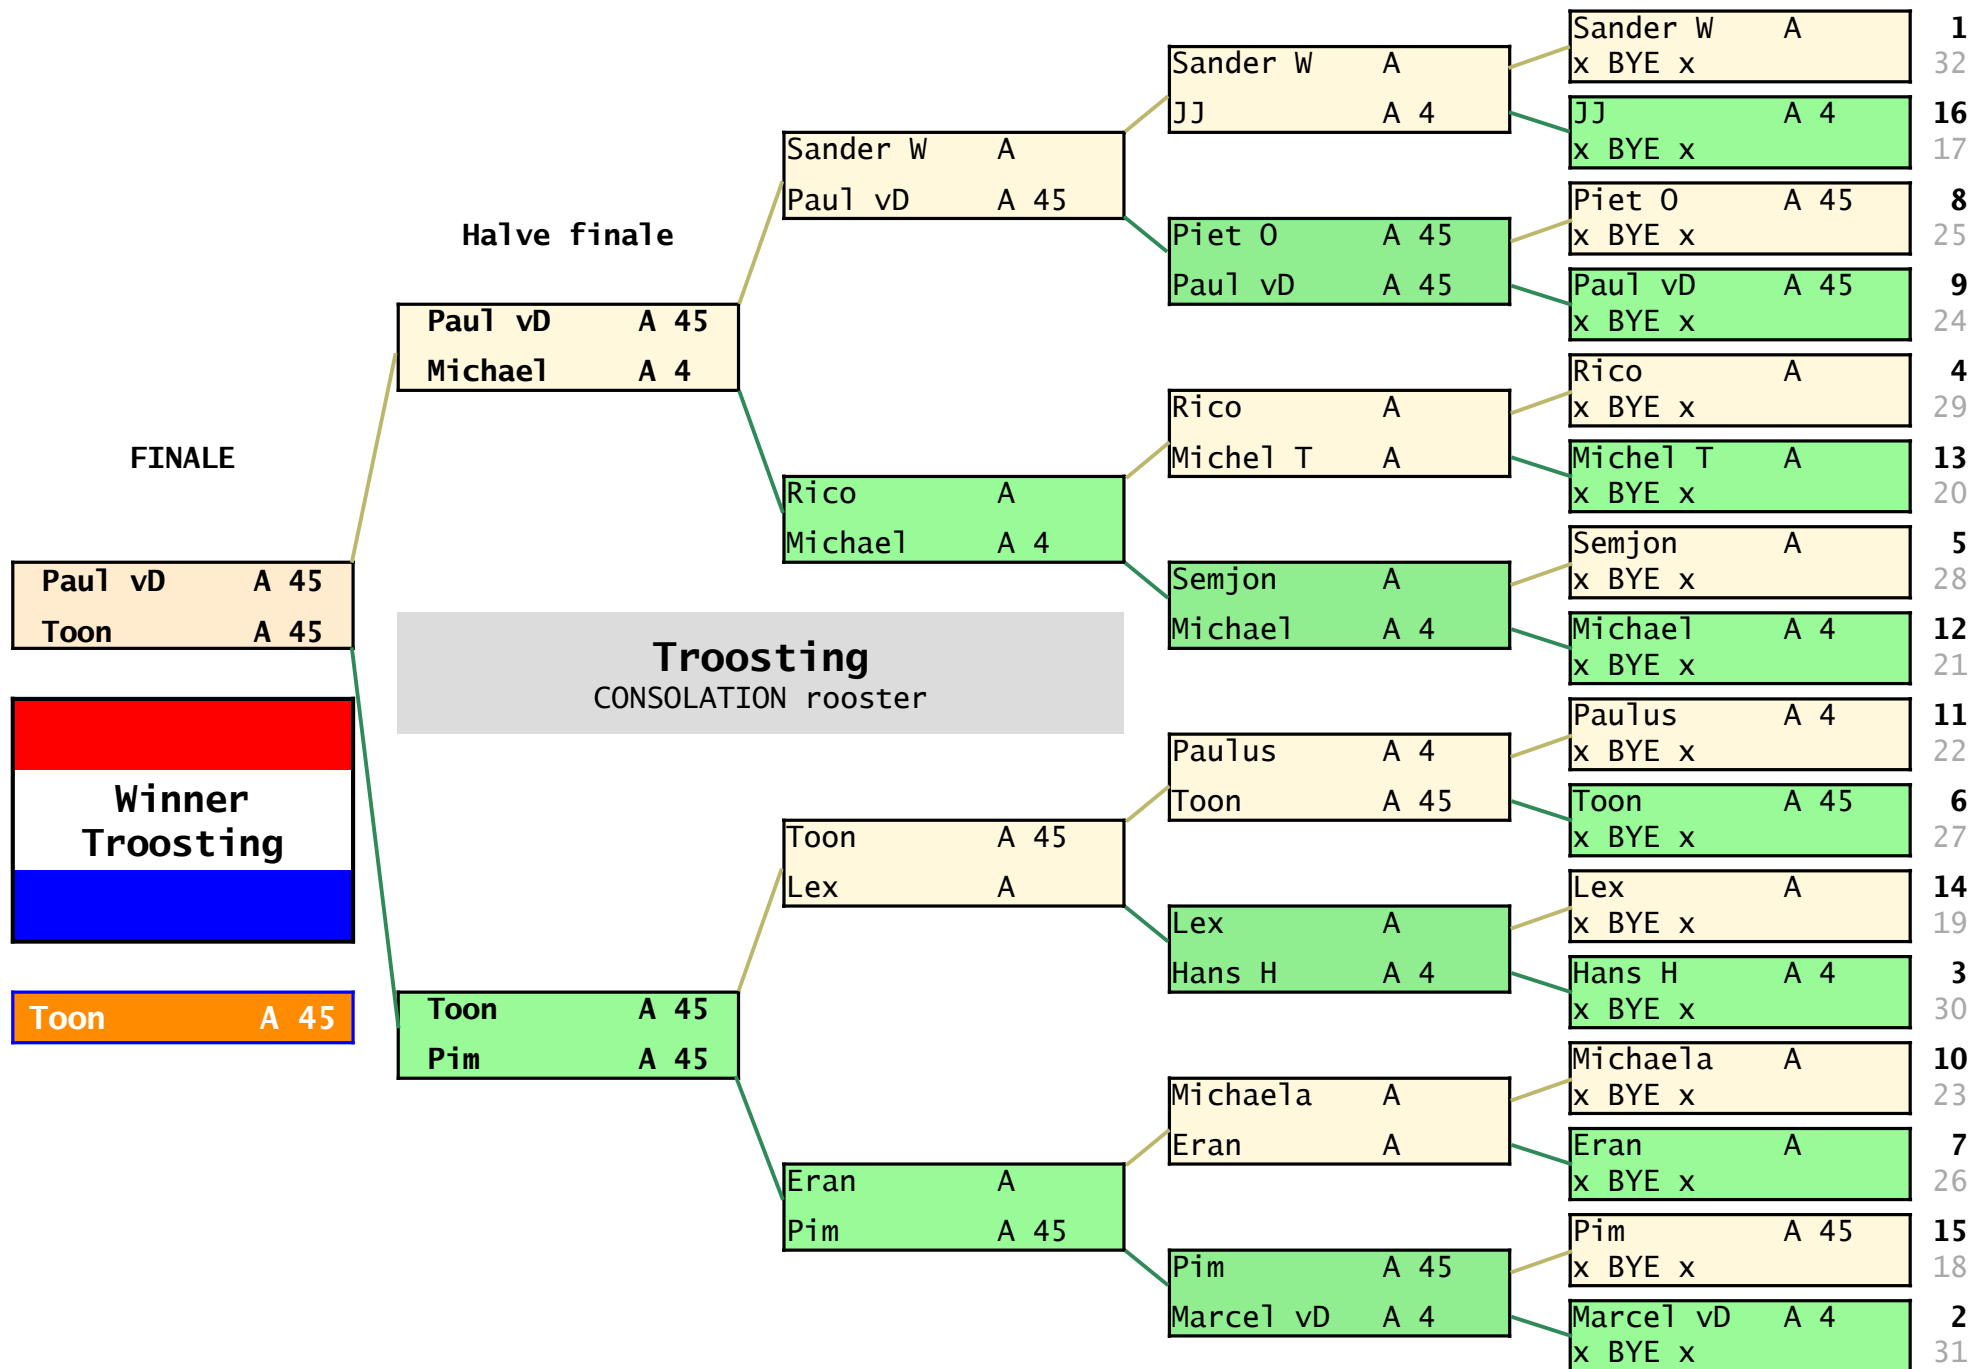 Sander W A 1
x BYE x 32
JJ A 4 16
x BYE x 17
Piet O A 45 8
x BYE x 25
Paul vD A 45 9
x BYE x 24
Rico A 4
x BYE x 29
Michel T A 13
x BYE x 20
Semjon A 5
x BYE x 28
Michael A 4 12
x BYE x 21
Paulus A 4 11
x BYE x 22
Toon A 45 6
x BYE x 27
Lex A 14
x BYE x 19
Hans H A 4 3
x BYE x 30
Michaela A 10
x BYE x 23
Eran A 7
x BYE x 26
Pim A 45 15
x BYE x 18
Marcel vD A 4 2
x BYE x 31
Sander W A
JJ A 4
Piet O A 45
Paul vD A 45
Rico A
Michel T A
Semjon A
Michael A 4
Paulus A 4
Toon A 45
Lex A
Hans H A 4
Michaela A
Eran A
Pim A 45
Marcel vD A 4
Sander W A
Paul vD A 45
Rico A
Michael A 4
Toon A 45
Lex A
Eran A
Pim A 45
Halve finale
Paul vD A 45
Michael A 4
Troosting
CONSOLATION rooster
Toon A 45
Pim A 45
FINALE
Paul vD A 45
Toon A 45
Winner
Troosting
Toon A 45